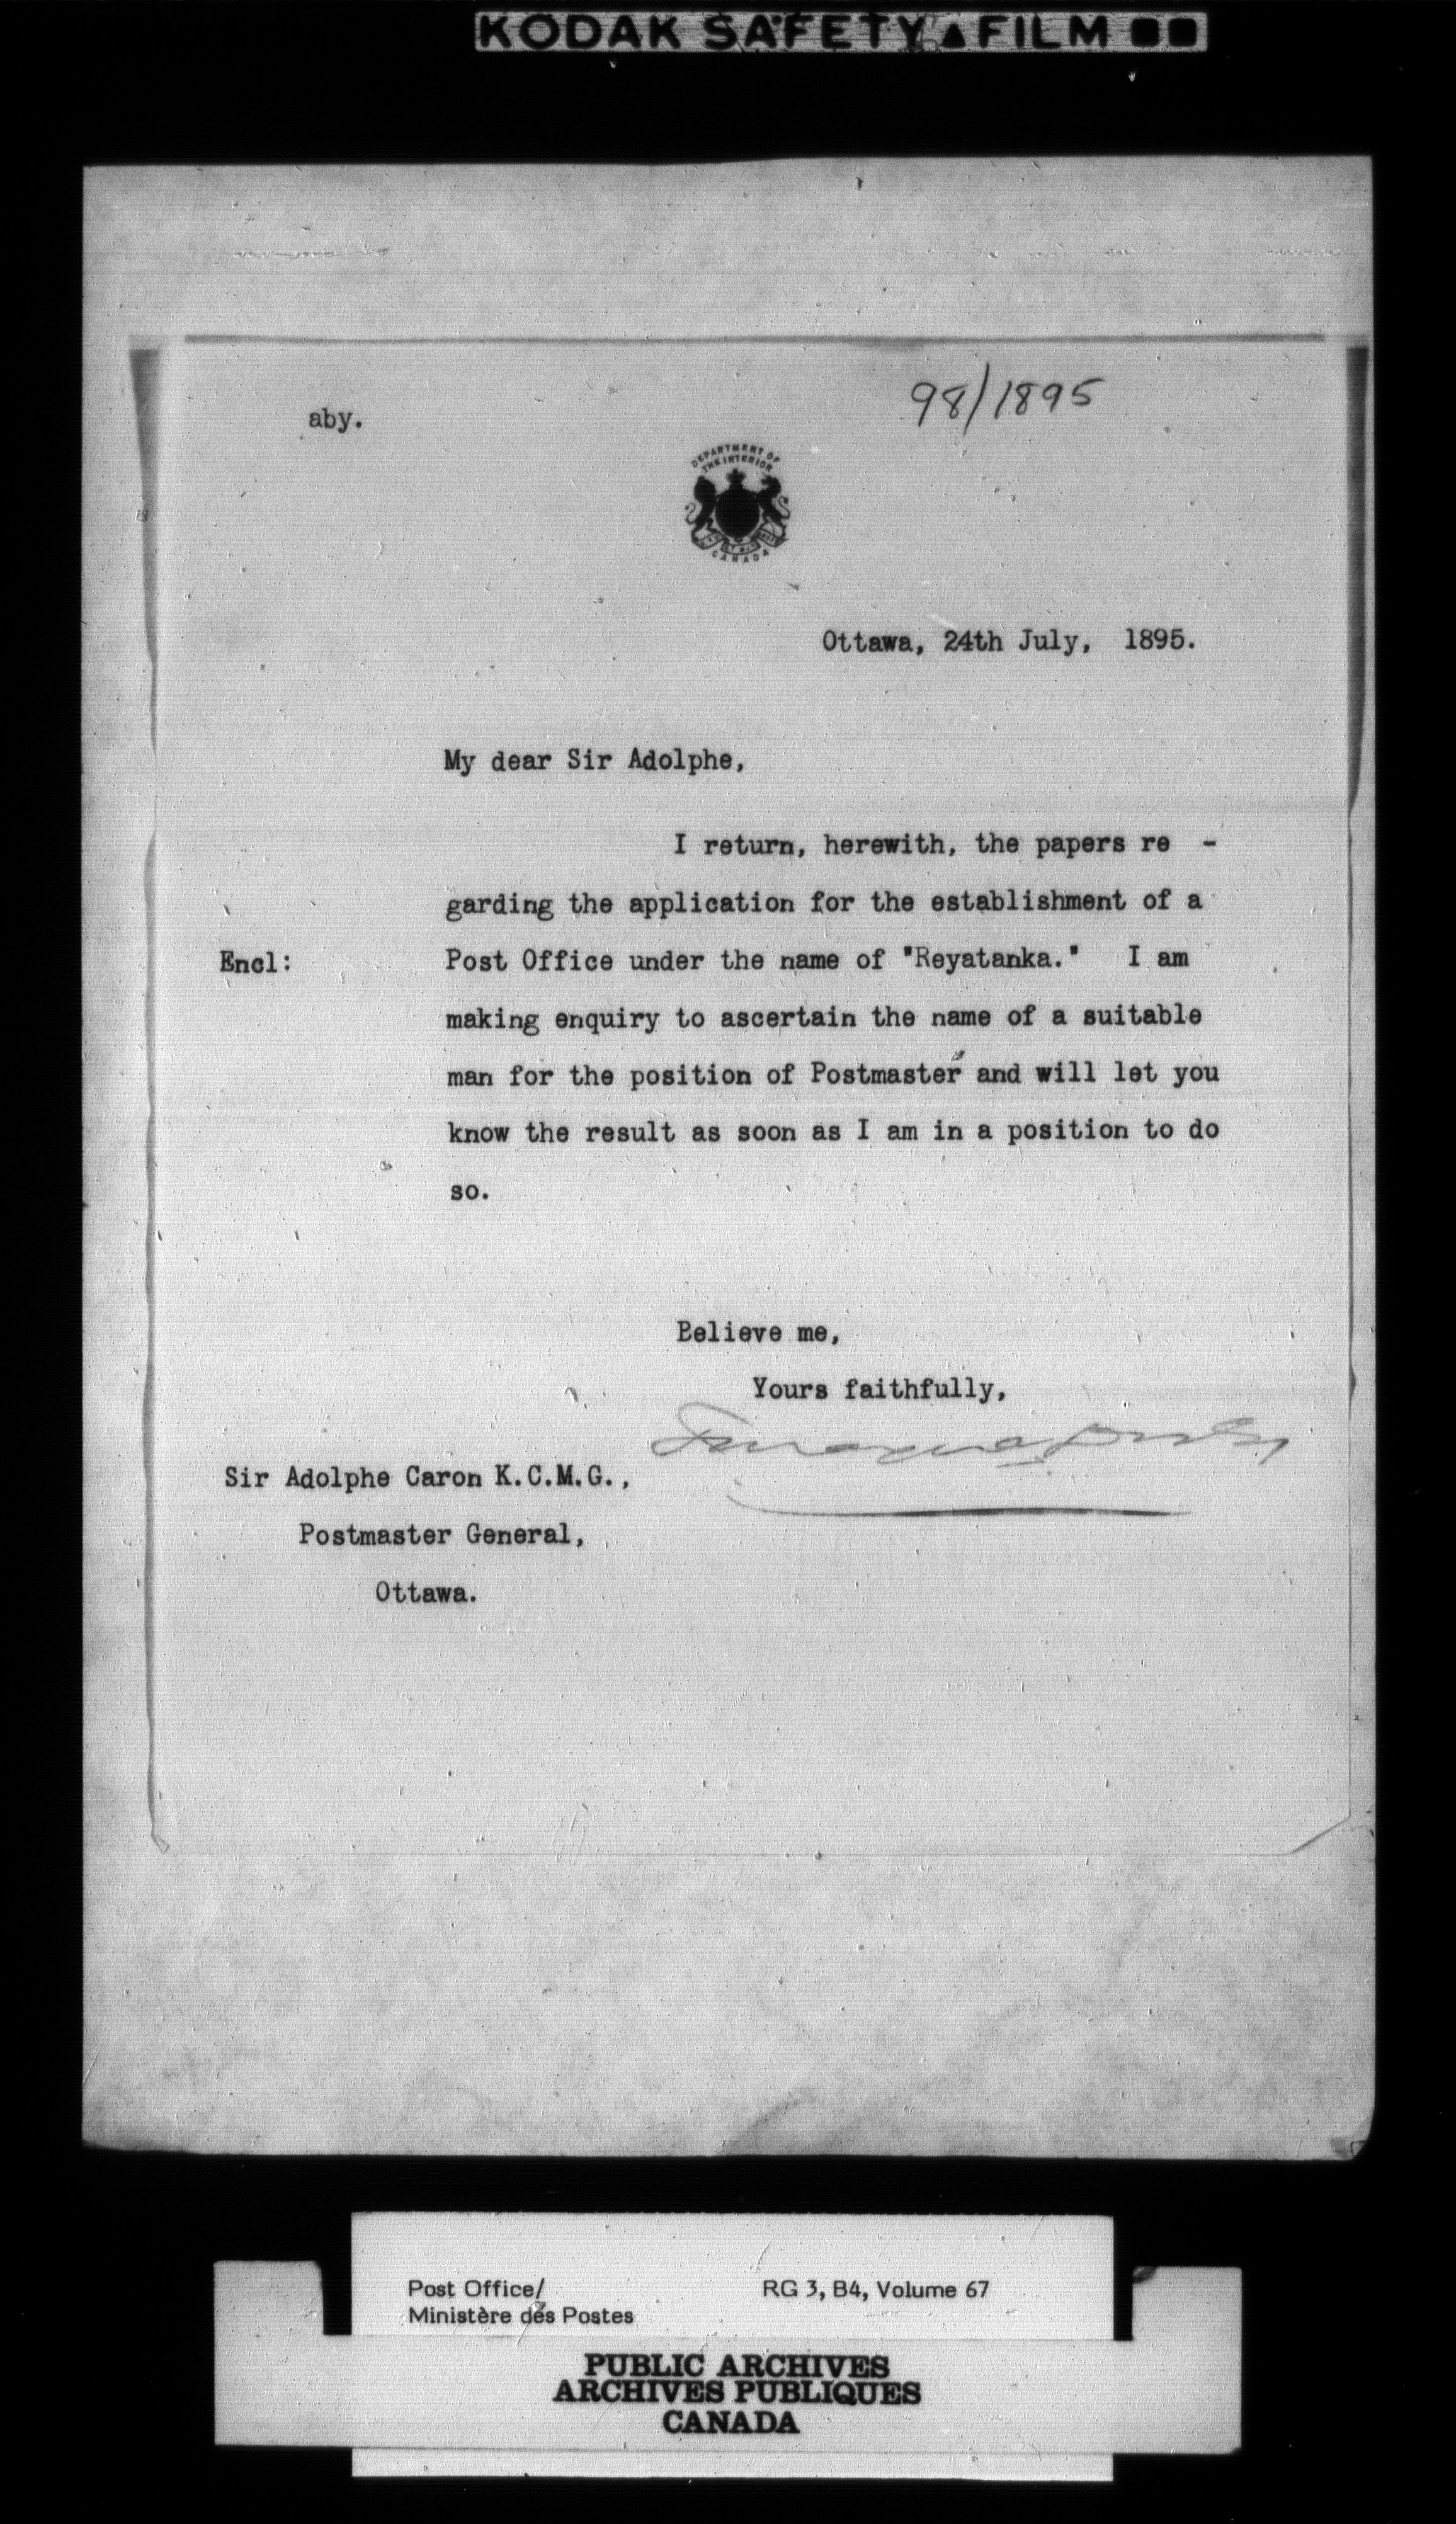 KODAK SAFETY FILM
98/1895
aby.
DEPARTMENT OF
THE INTERIOR
CANADA
Ottawa, 24th July, 1895.
My dear Sir Adolphe,
I return, herewith, the papers re -
garding the application for the establishment of a
Encl: Post Office under the name of "Reyatanka." I am
making enquiry to ascertain the name of a suitable
man for the position of Postmaster and will let you
know the result as soon as I am in a position to do
so.
Believe me,
Yours faithfully,
Sir Adolphe Caron K.C.M.G.,
Postmaster General,
Ottawa.
Post Office/ RG 3, B4, Volume 67
Ministère des Postes
PUBLIC ARCHIVES
ARCHIVES PUBLIQUES
CANADA